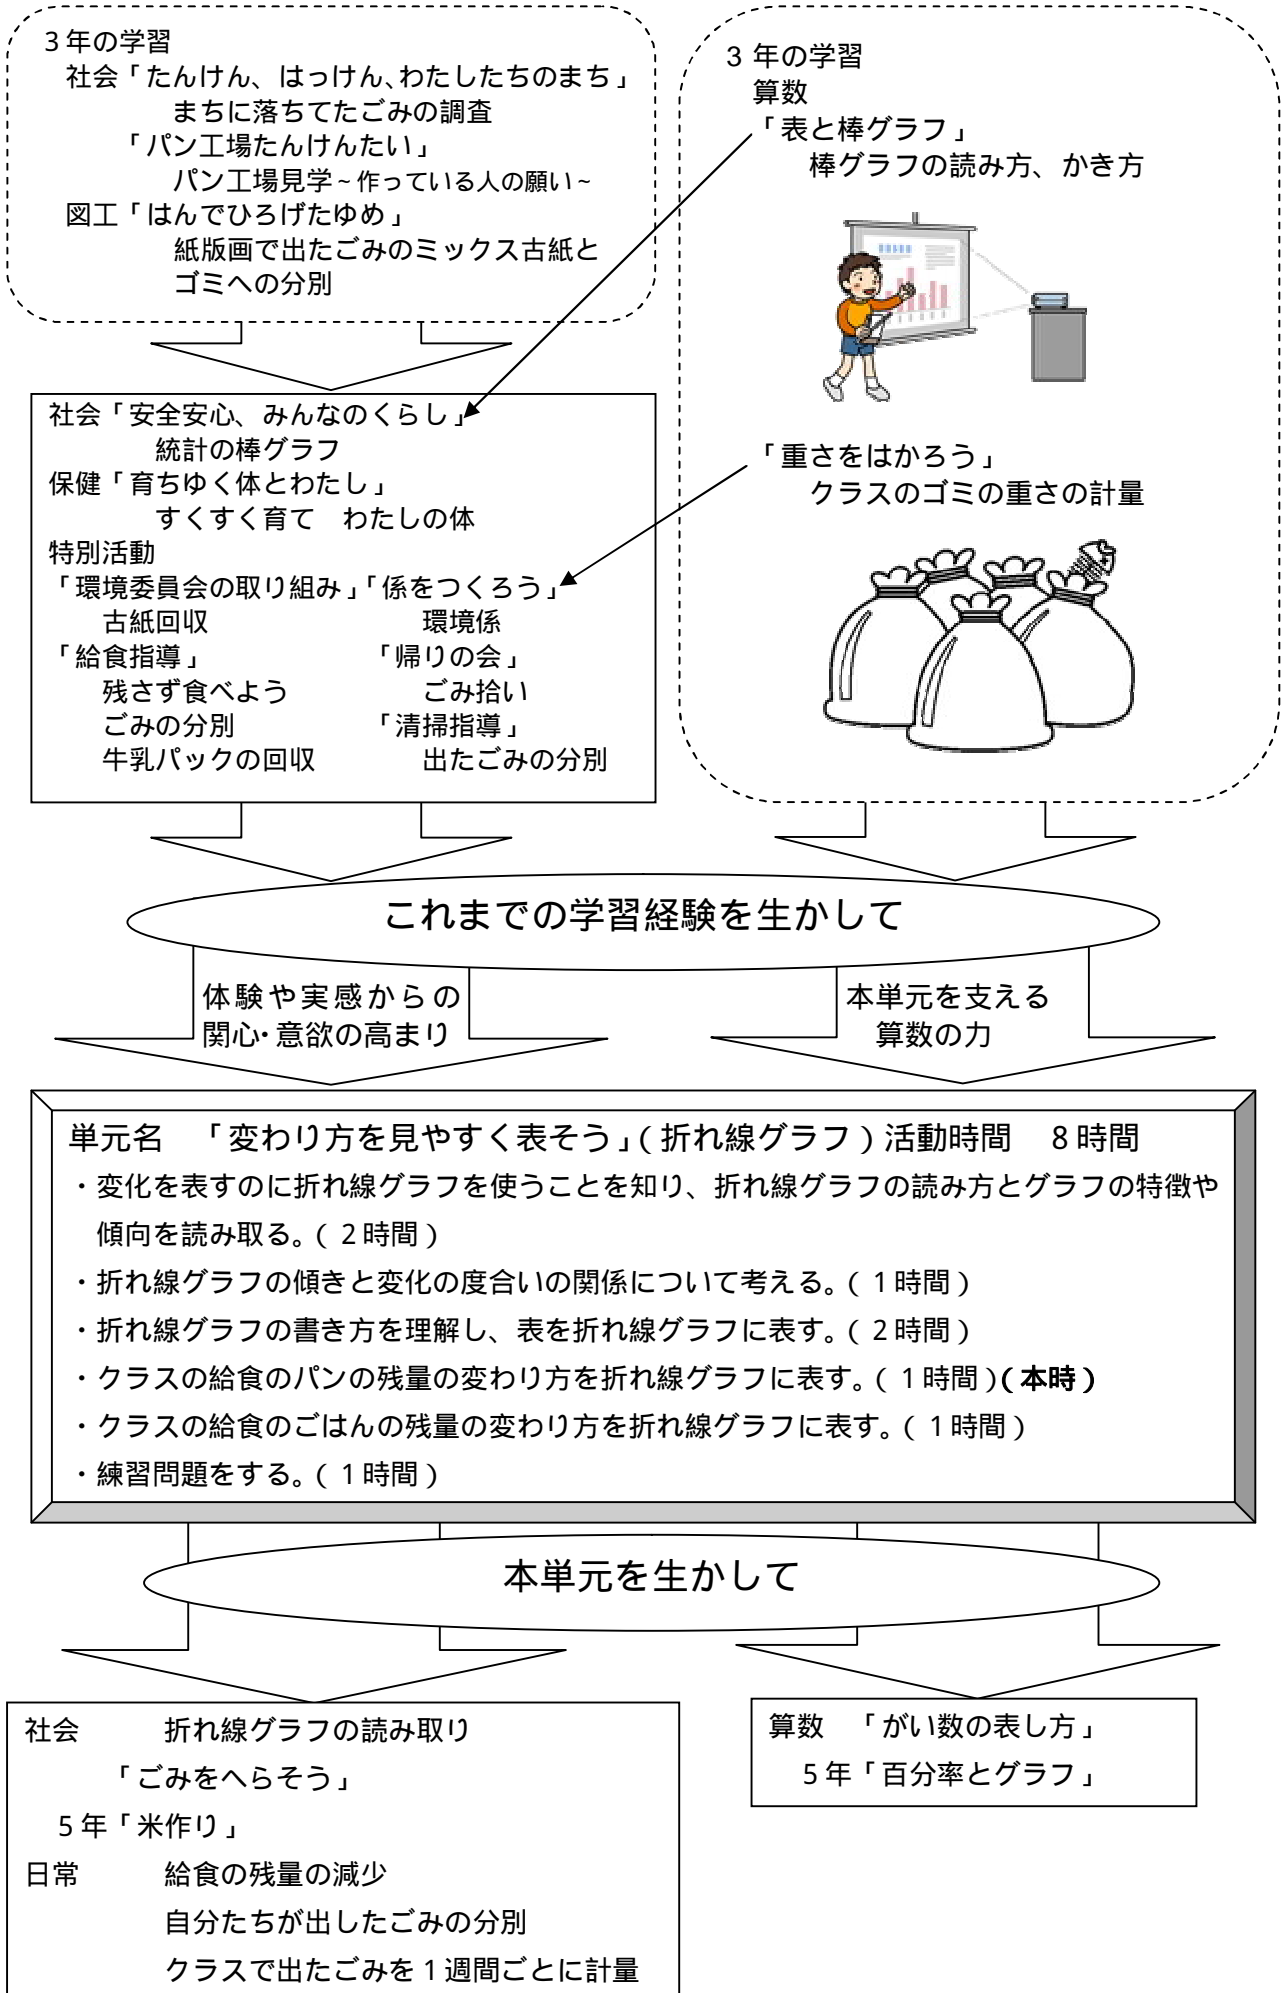 3年の学習
社会「たんけん、はっけん、わたしたちのまち」
まちに落ちてたごみの調査
「パン工場たんけんたい」
パン工場見学~作っている人の願い~
図工「はんでひろげたゆめ」
紙版画で出たごみのミックス古紙と
ゴミへの分別
3年の学習
算数
「表と棒グラフ」
棒グラフの読み方、かき方
「重さをはかろう」
クラスのゴミの重さの計量
社会「安全安心、みんなのくらし」
統計の棒グラフ
保健「育ちゆく体とわたし」
すくすく育て　わたしの体
特別活動
「環境委員会の取り組み」「係をつくろう」
古紙回収　環境係
「給食指導」　「帰りの会」
残さず食べよう　ごみ拾い
ごみの分別　「清掃指導」
牛乳パックの回収　出たごみの分別
これまでの学習経験を生かして
体験や実感からの
関心・意欲の高まり
本単元を支える
算数の力
単元名　「変わり方を見やすく表そう」(折れ線グラフ)活動時間　8時間
・変化を表すのに折れ線グラフを使うことを知り、折れ線グラフの読み方とグラフの特徴や
傾向を読み取る。(2時間)
・折れ線グラフの傾きと変化の度合いの関係について考える。(1時間)
・折れ線グラフの書き方を理解し、表を折れ線グラフに表す。(2時間)
・クラスの給食のパンの残量の変わり方を折れ線グラフに表す。(1時間)(本時)
・クラスの給食のごはんの残量の変わり方を折れ線グラフに表す。(1時間)
・練習問題をする。(1時間)
本単元を生かして
社会　折れ線グラフの読み取り
「ごみをへらそう」
5年「米作り」
日常　給食の残量の減少
自分たちが出したごみの分別
クラスで出たごみを1週間ごとに計量
算数　「がい数の表し方」
5年「百分率とグラフ」